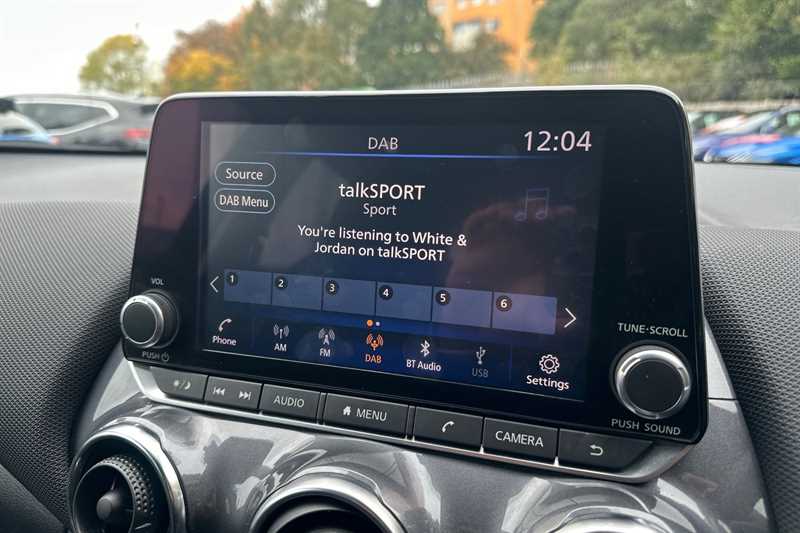 DAB
12:04
Source
DAB Menu
talkSPORT
Sport
You're listening to White &
Jordan on talkSPORT
1 2 3 4 5 6
Phone
AM
FM
DAB
BT Audio
USB
Settings
VOL
PUSH
TUNE·SCROLL
PUSH SOUND
AUDIO
MENU
CAMERA